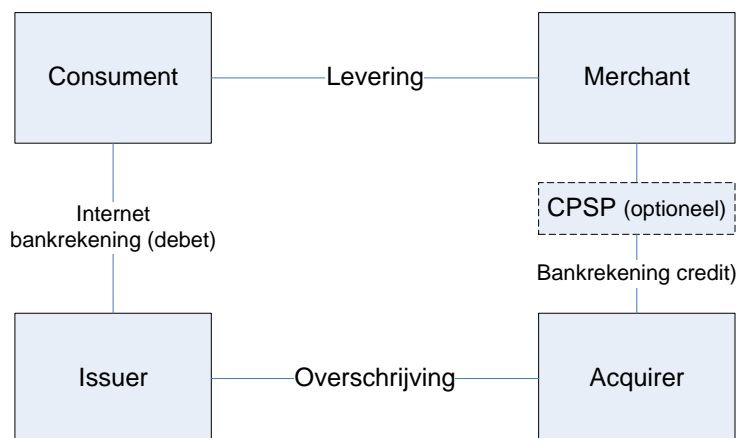 Consument
Levering
Merchant
CPSP (optioneel)
Internet
bankrekening (debet)
Bankrekening credit)
Issuer
Overschrijving
Acquirer